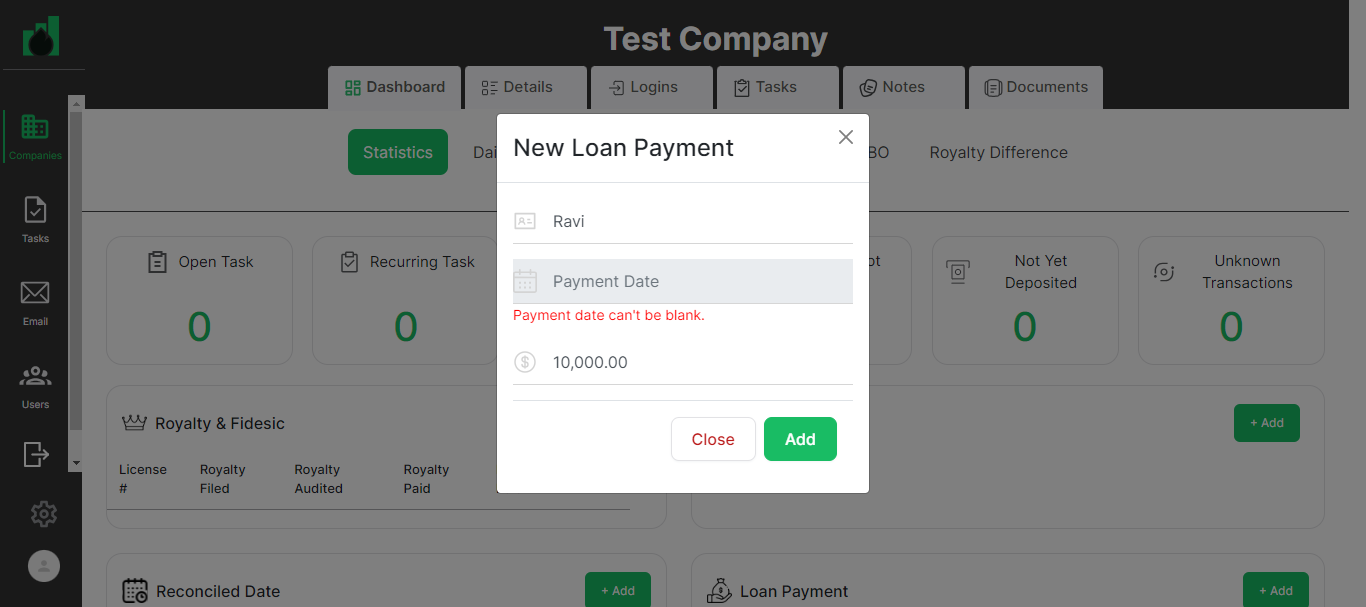 Test Company
Dashboard
Details
Logins
Tasks
Notes
Documents
Companies
Tasks
Email
Users
Statistics
Dai
BO
Royalty Difference
New Loan Payment
Ravi
Payment Date
Payment date can't be blank.
10,000.00
Close
Add
Open Task
0
Recurring Task
0
pt
Not Yet
Deposited
0
Unknown
Transactions
0
Royalty & Fidesic
+ Add
License
#
Royalty
Filed
Royalty
Audited
Royalty
Paid
Reconciled Date
+ Add
Loan Payment
+ Add